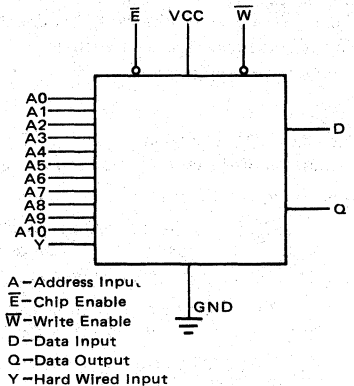 E̅ VCC W̅
A0
A1
A2
A3
D
A4
A5
A6
A7
A8
Q
A9
A10
Y
A–Address Input
E̅–Chip Enable
GND
W̅–Write Enable
D–Data Input
Q–Data Output
Y–Hard Wired Input